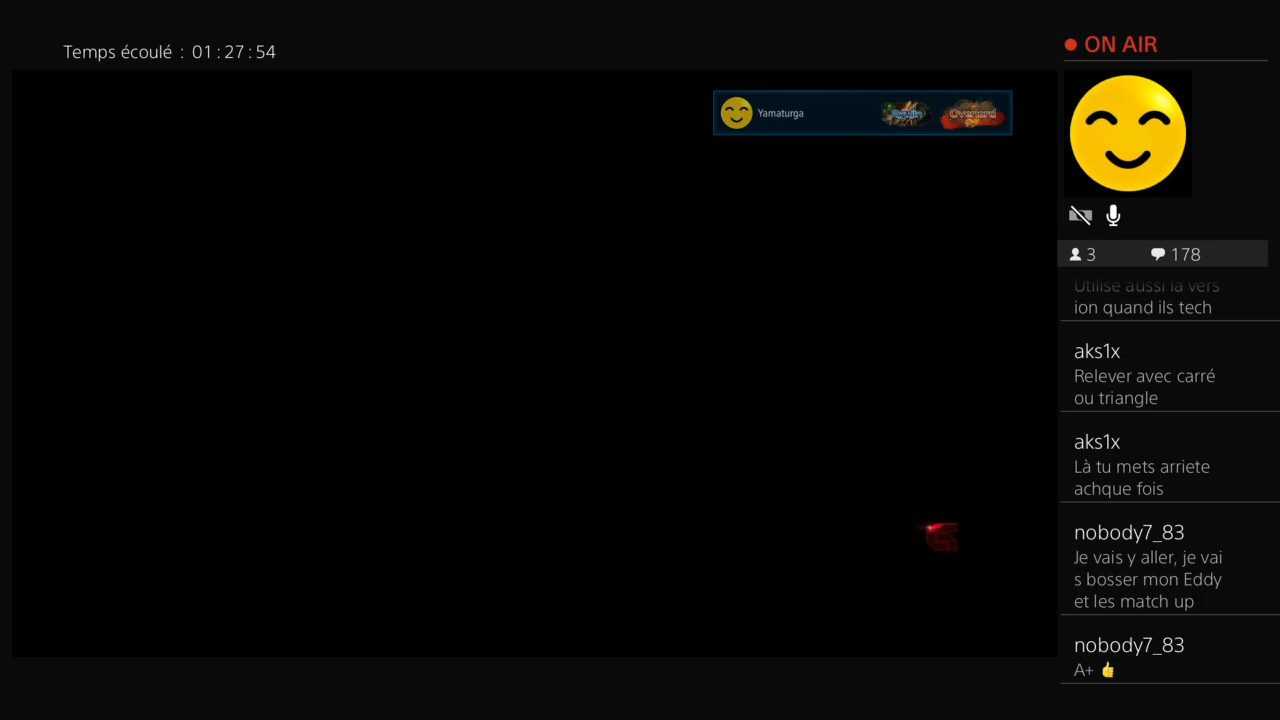 Temps écoulé : 01:27:54
ON AIR
Yamaturga
Ryujin
Overlord
3
178
Utilise aussi la vers
ion quand ils tech
aks1x
Relever avec carré
ou triangle
aks1x
Là tu mets arriete
achque fois
nobody7_83
Je vais y aller, je vai
s bosser mon Eddy
et les match up
nobody7_83
A+ 👍